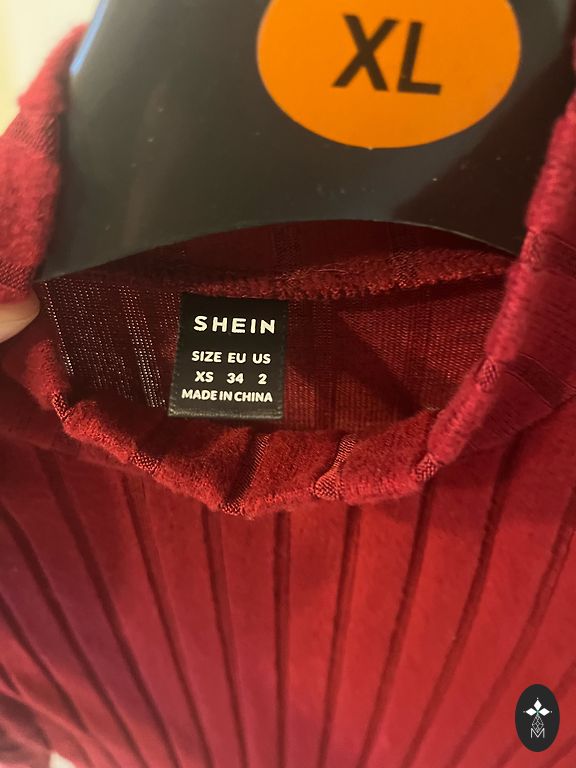 XL
SHEIN
SIZE EU US
XS 34 2
MADE IN CHINA
M